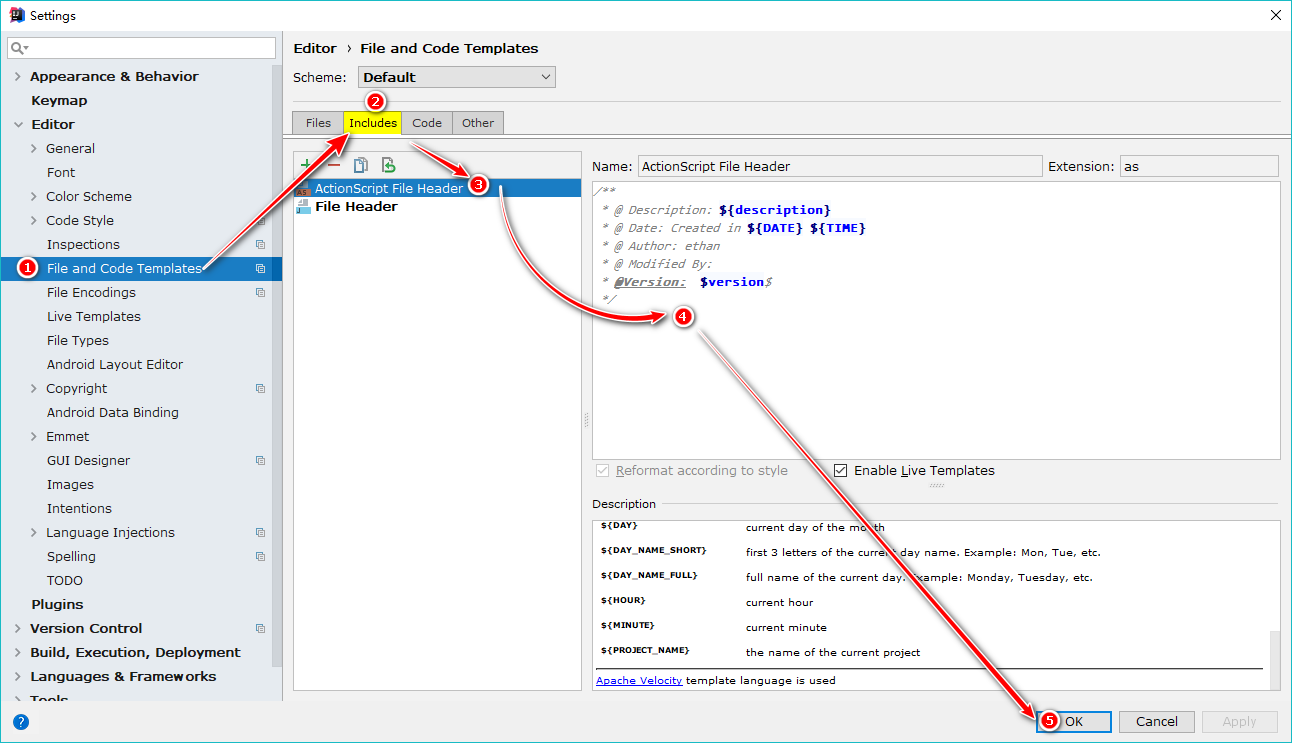 Settings
Appearance & Behavior
Keymap
Editor
General
Font
Color Scheme
Code Style
Inspections
1 File and Code Templates
File Encodings
Live Templates
File Types
Android Layout Editor
Copyright
Android Data Binding
Emmet
GUI Designer
Images
Intentions
Language Injections
Spelling
TODO
Plugins
Version Control
Build, Execution, Deployment
Languages & Frameworks
Tools
?
Editor › File and Code Templates
Scheme: Default
2
Files Includes Code Other
ActionScript File Header 3
File Header
Name: ActionScript File Header Extension: as
/**
* @ Description: ${description}
* @ Date: Created in ${DATE} ${TIME}
* @ Author: ethan
* @ Modified By:
* @Version: $version$
*/
4
Reformat according to style Enable Live Templates
Description
${DAY} current day of the month
${DAY_NAME_SHORT} first 3 letters of the current day name. Example: Mon, Tue, etc.
${DAY_NAME_FULL} full name of the current day. Example: Monday, Tuesday, etc.
${HOUR} current hour
${MINUTE} current minute
${PROJECT_NAME} the name of the current project
Apache Velocity template language is used
5 OK Cancel Apply